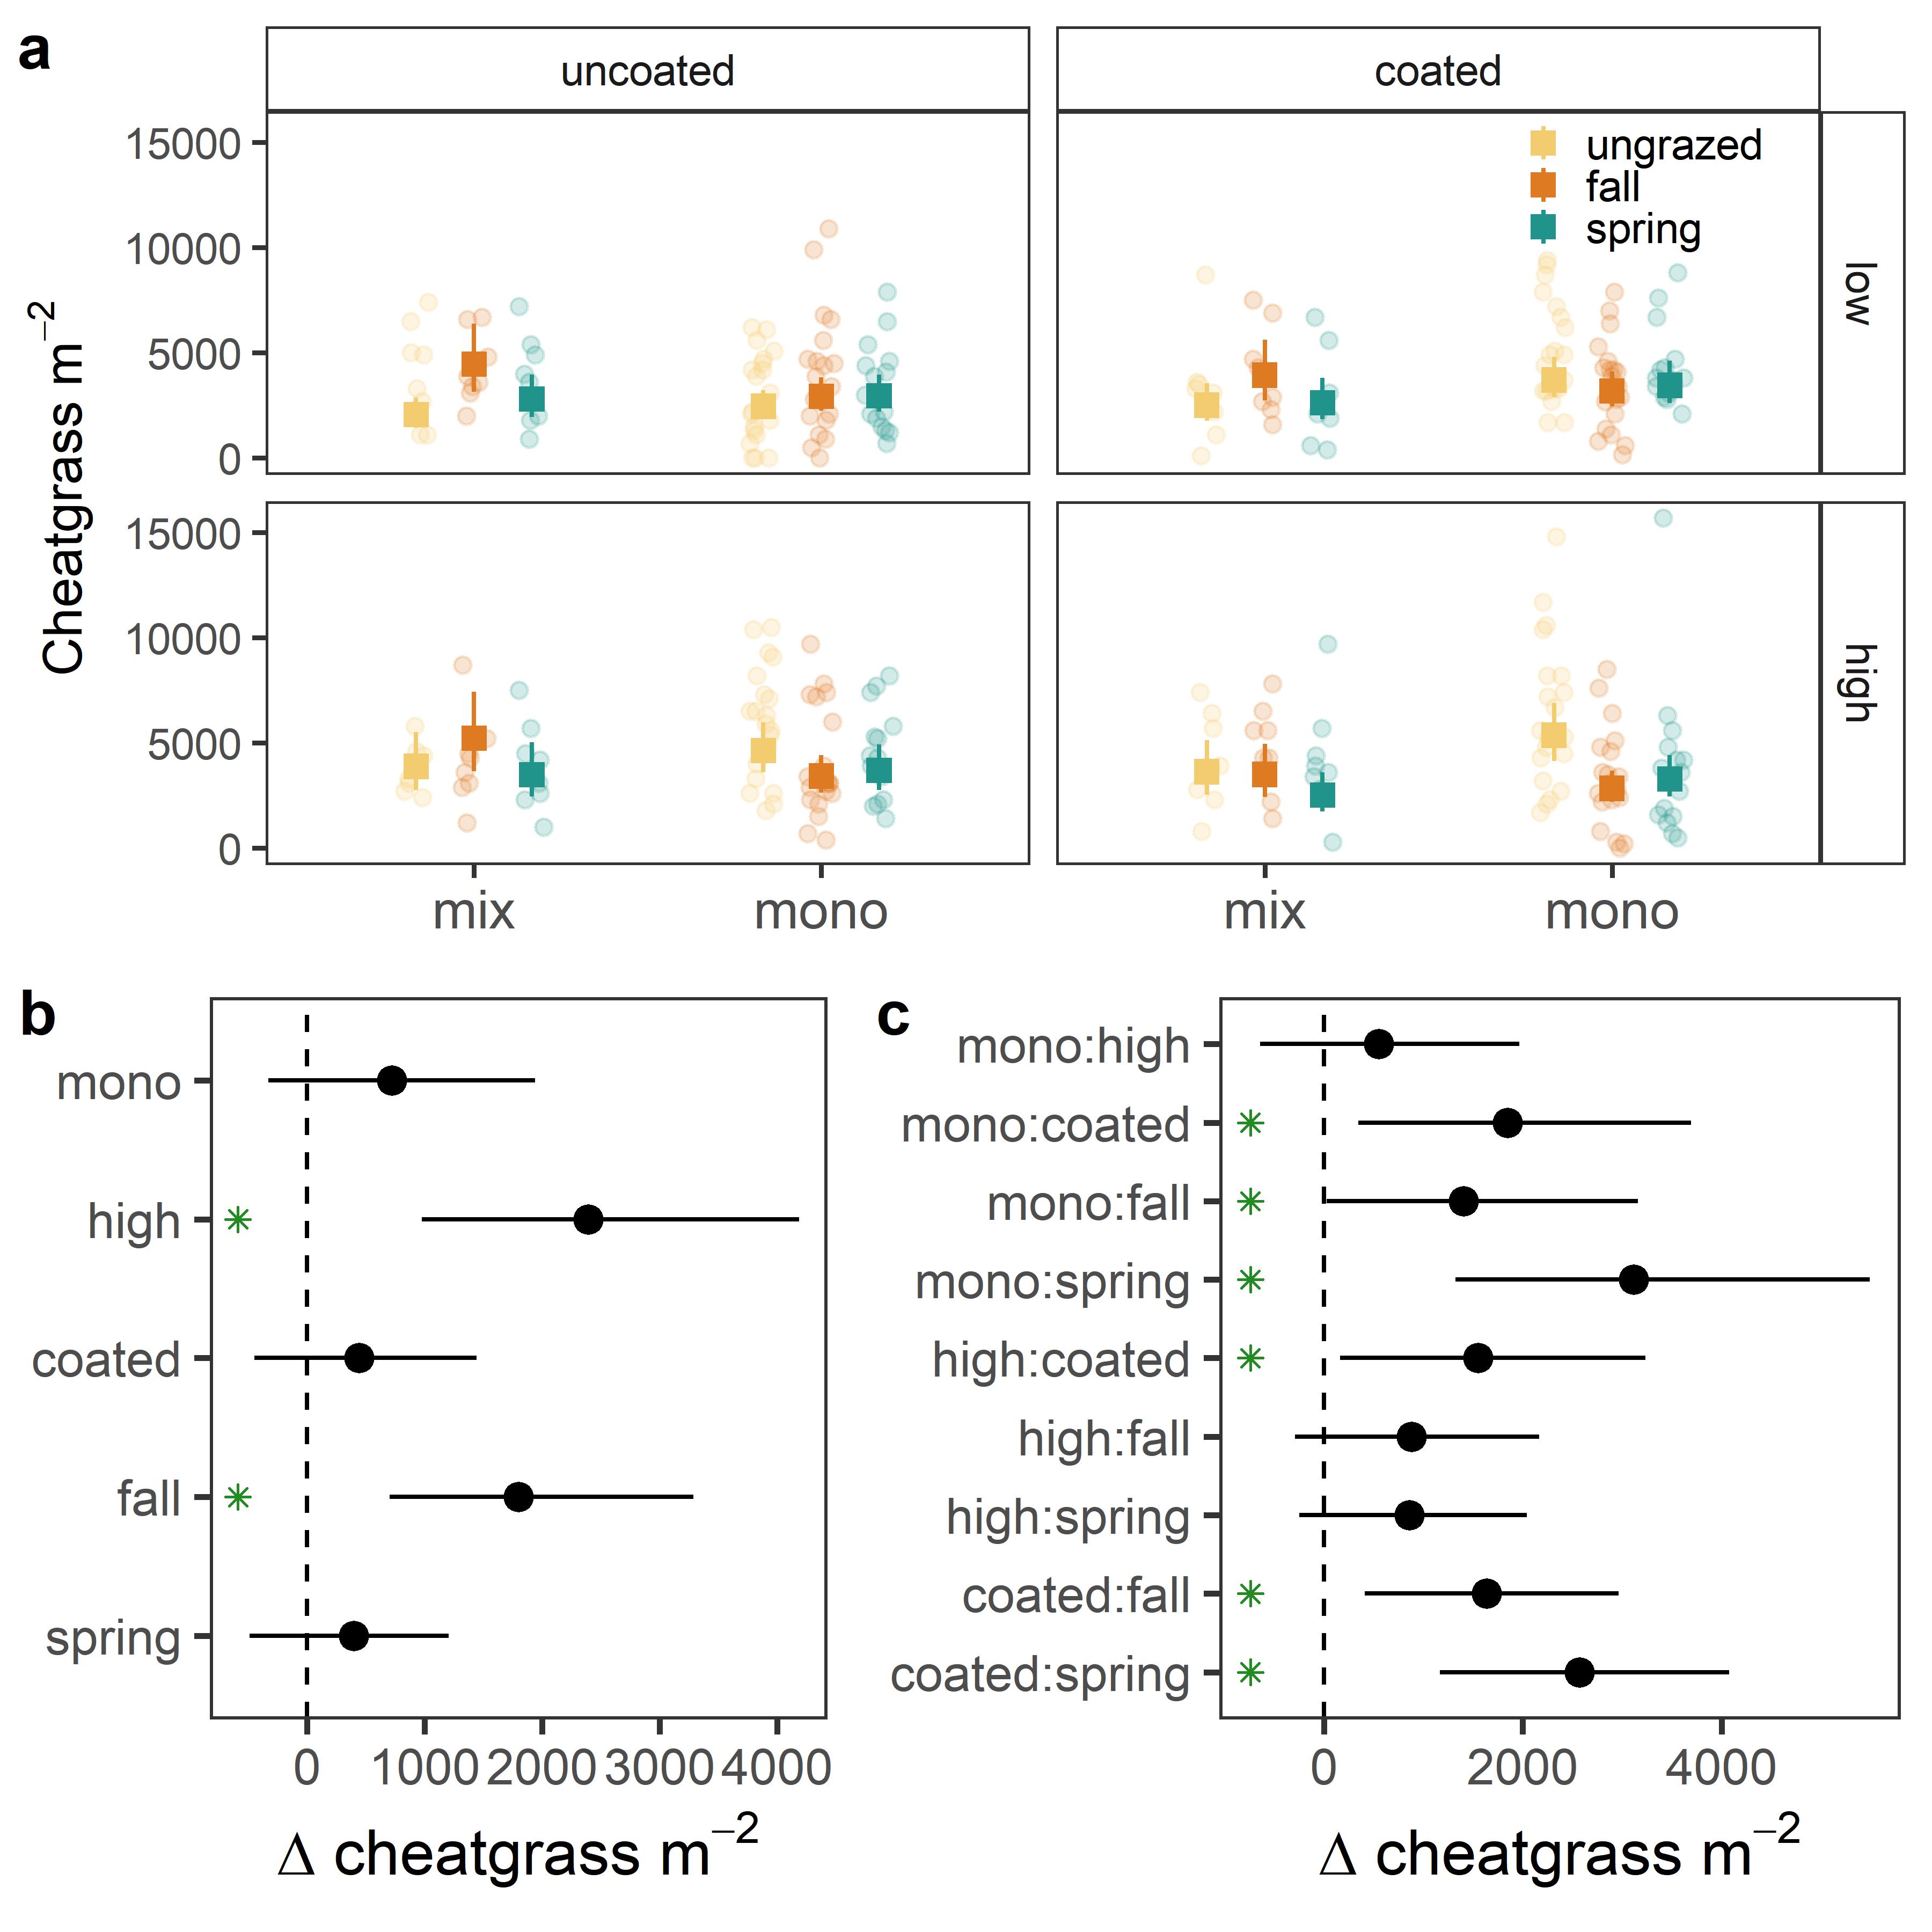 a
uncoated
coated
15000
10000
5000
0
ungrazed
fall
spring
low
Cheatgrass m−2
15000
10000
5000
0
high
mix
mono
mix
mono
b
mono
high
*
coated
fall
*
spring
0
1000
2000
3000
4000
Δ cheatgrass m−2
c
mono:high
mono:coated
*
mono:fall
*
mono:spring
*
high:coated
*
high:fall
high:spring
coated:fall
*
coated:spring
*
0
2000
4000
Δ cheatgrass m−2